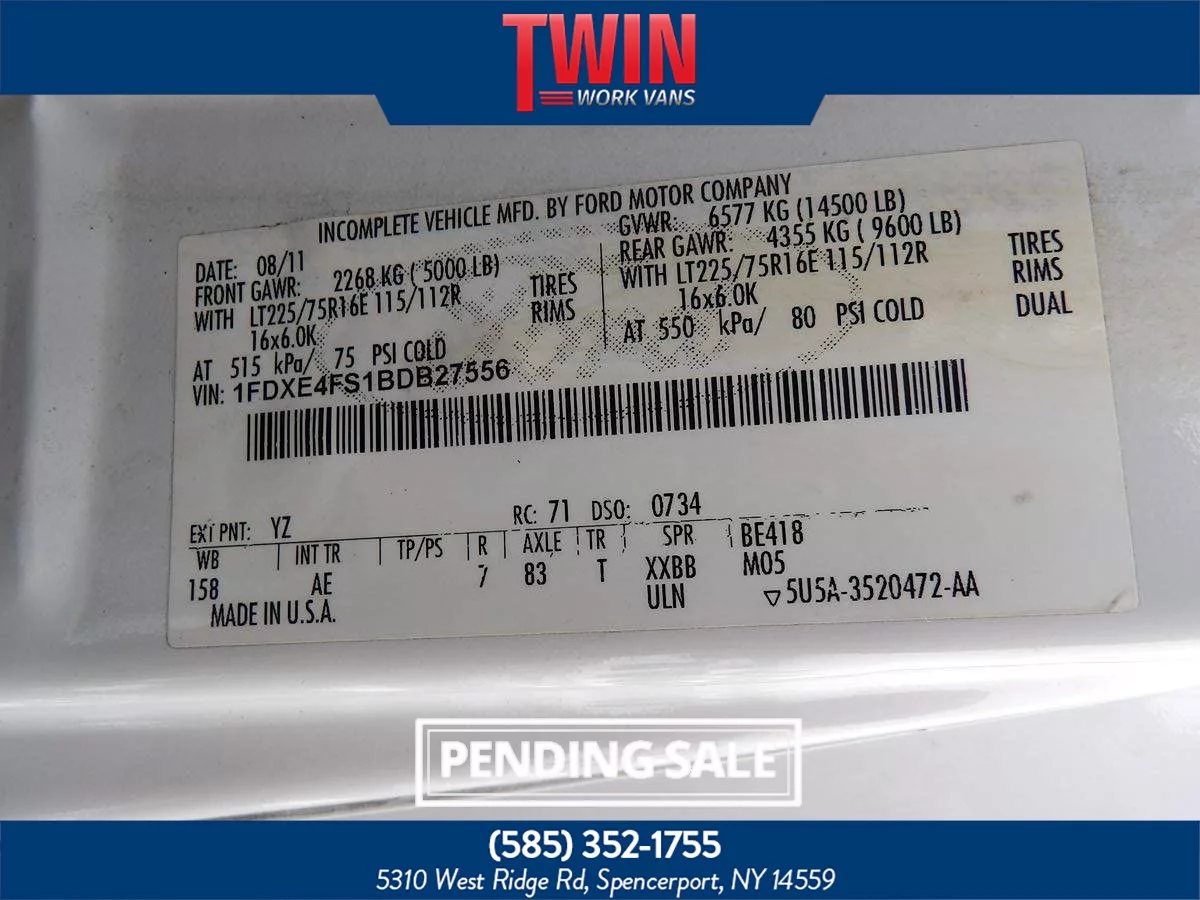 TWIN
WORK VANS
INCOMPLETE VEHICLE MFD. BY FORD MOTOR COMPANY
DATE: 08/11
GVWR: 6577 KG (14500 LB)
FRONT GAWR: 2268 KG ( 5000 LB)
REAR GAWR: 4355 KG ( 9600 LB)
WITH LT225/75R16E 115/112R TIRES
WITH LT225/75R16E 115/112R TIRES
16x6.0K RIMS
16x6.0K RIMS
AT 515 kPa/ 75 PSI COLD
AT 550 kPa/ 80 PSI COLD DUAL
VIN: 1FDXE4FS1BDB27556
EXT PNT: YZ RC: 71 DSO: 0734
WB INT TR TP/PS R AXLE TR SPR BE418
158 AE 7 83 T XXBB M05
MADE IN U.S.A. ULN ▽5U5A-3520472-AA
PENDING SALE
(585) 352-1755
5310 West Ridge Rd, Spencerport, NY 14559